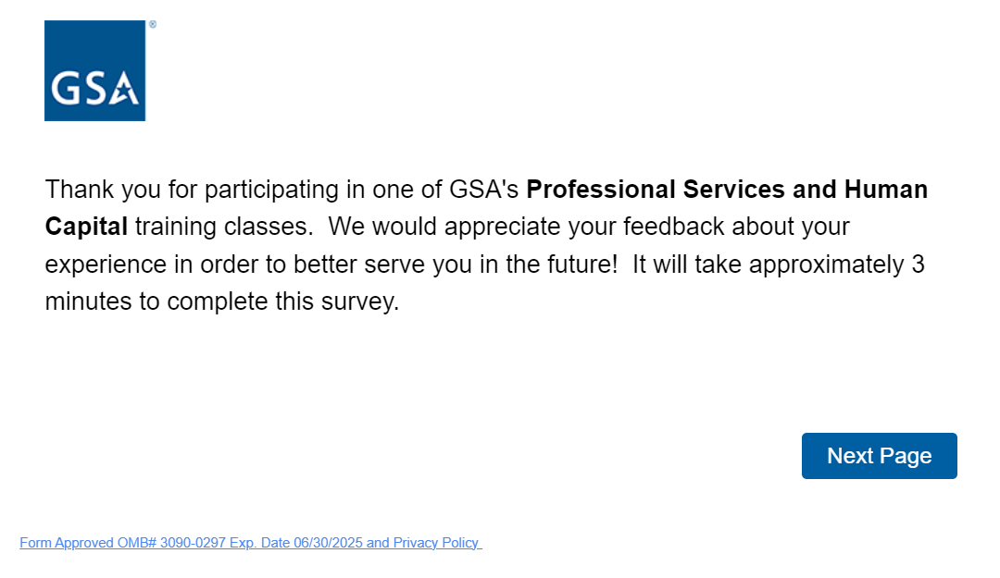 GSA®
Thank you for participating in one of GSA's Professional Services and Human
Capital training classes.  We would appreciate your feedback about your
experience in order to better serve you in the future!  It will take approximately 3
minutes to complete this survey.
Next Page
Form Approved OMB# 3090-0297 Exp. Date 06/30/2025 and Privacy Policy